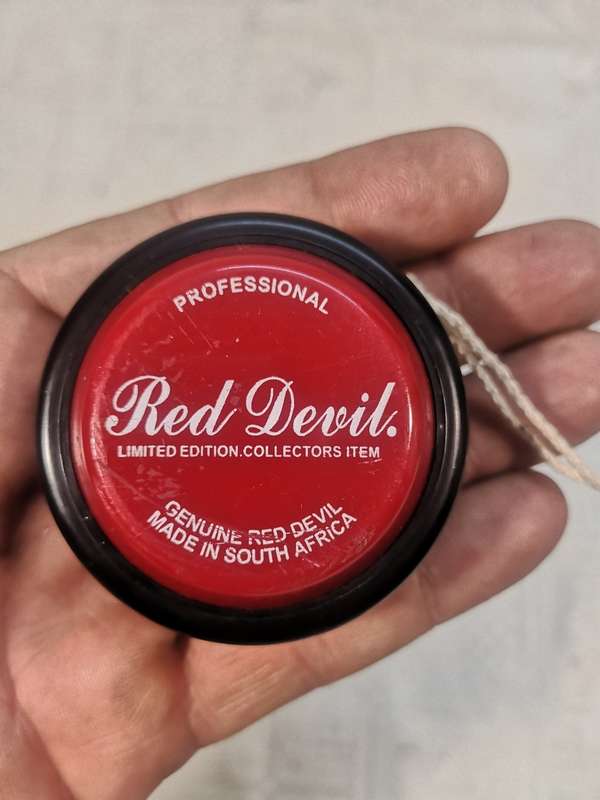 PROFESSIONAL
Red Devil.
LIMITED EDITION.COLLECTORS ITEM
GENUINE RED-DEVIL
MADE IN SOUTH AFRICA